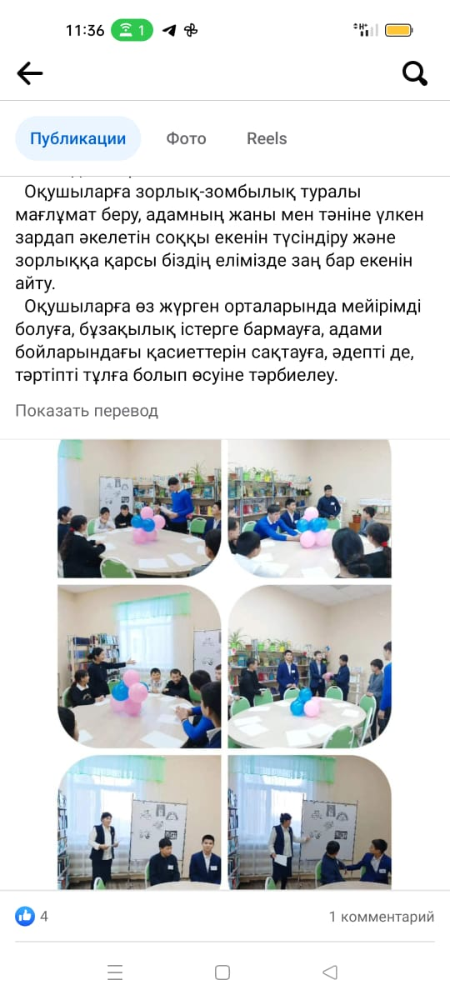 11:36
1
H+
Публикации
Фото
Reels
Оқушыларға зорлық-зомбылық туралы
мағлұмат беру, адамның жаны мен тәніне үлкен
зардап әкелетін соққы екенін түсіндіру және
зорлыққа қарсы біздің елімізде заң бар екенін
айту.
Оқушыларға өз жүрген орталарында мейірімді
болуға, бұзақылық істерге бармауға, адами
бойларындағы қасиеттерін сақтауға, әдепті де,
тәртіпті тұлға болып өсуіне тәрбиелеу.
Показать перевод
4
1 комментарий